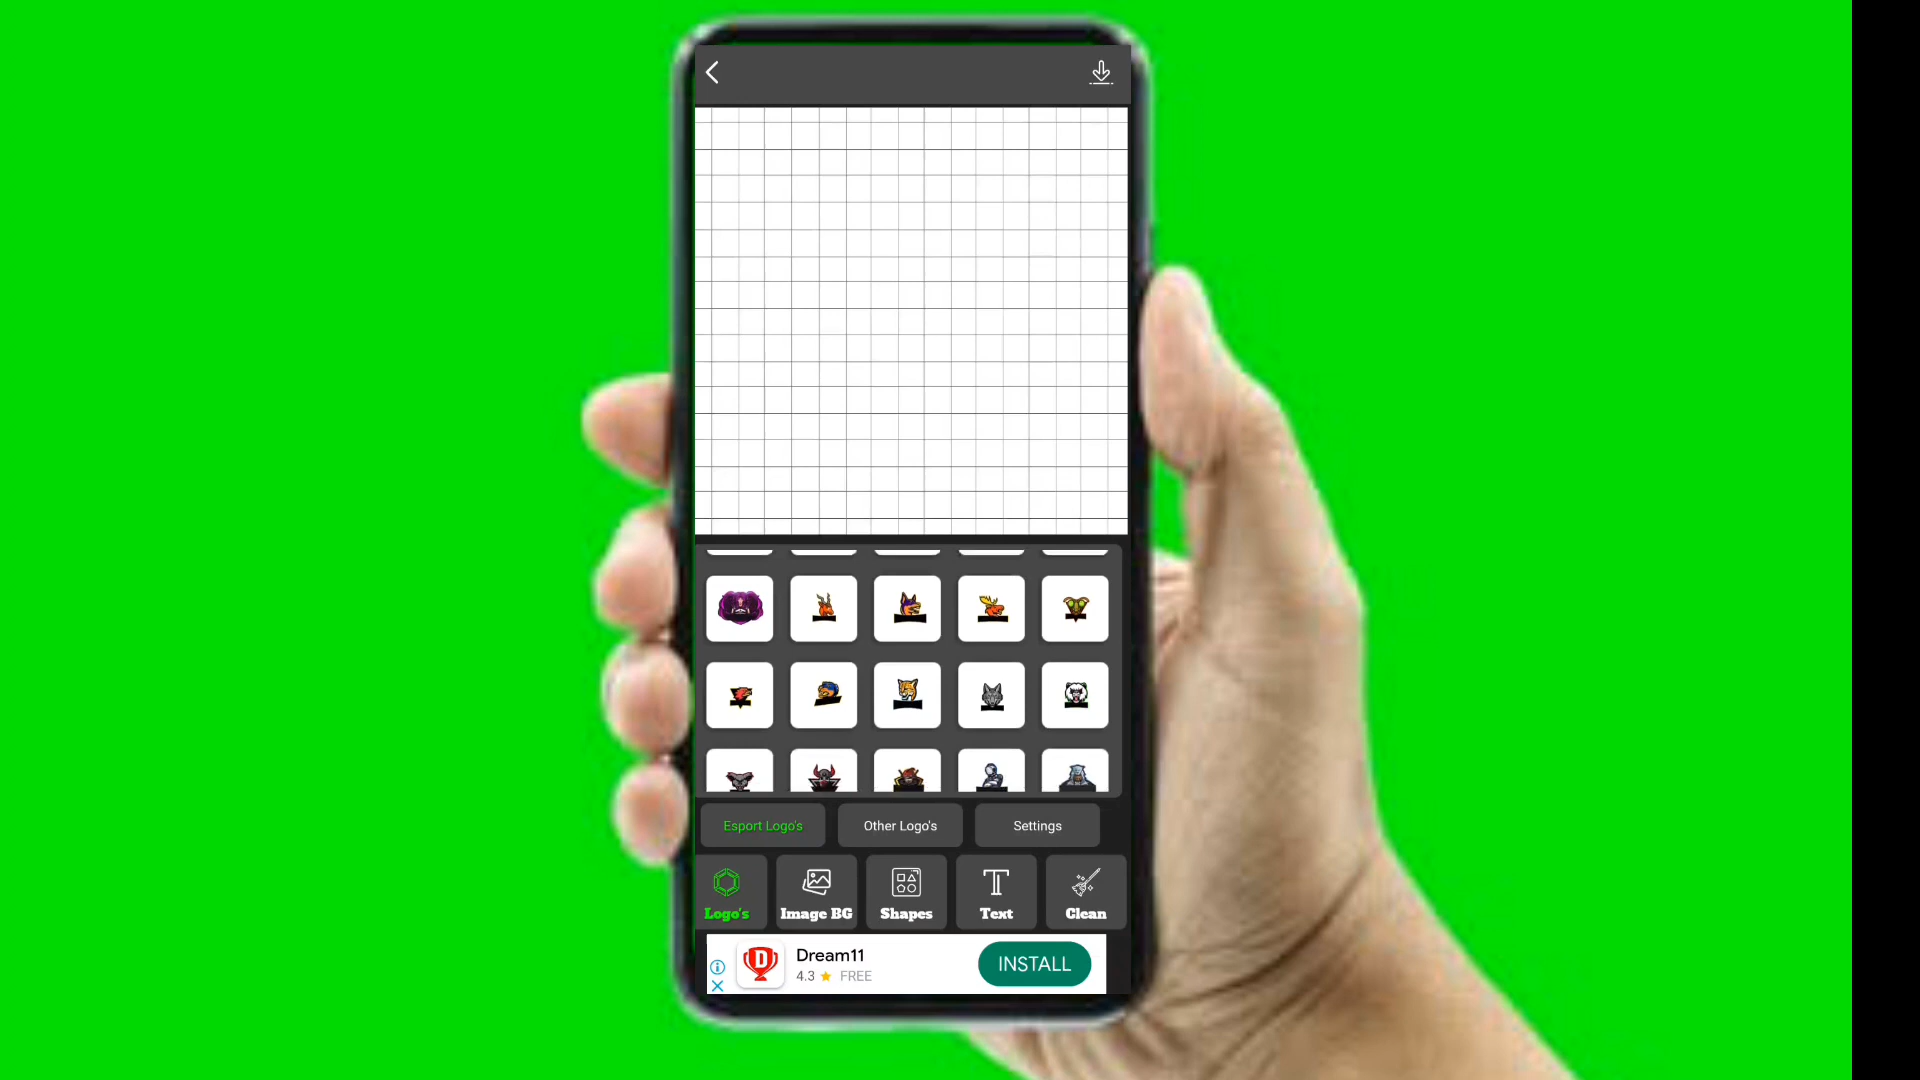 Esport Logo's
Other Logo's
Settings
Logo's
Image BG
Shapes
Text
Clean
D
Dream11
4.3 ★ FREE
INSTALL